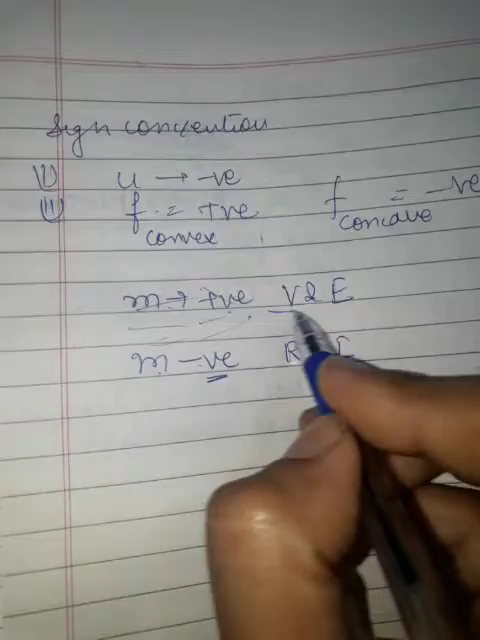 Sign convention
(i) u → -ve
(ii) f convex = +ve f concave = -ve
m → +ve V & E
m -ve R I